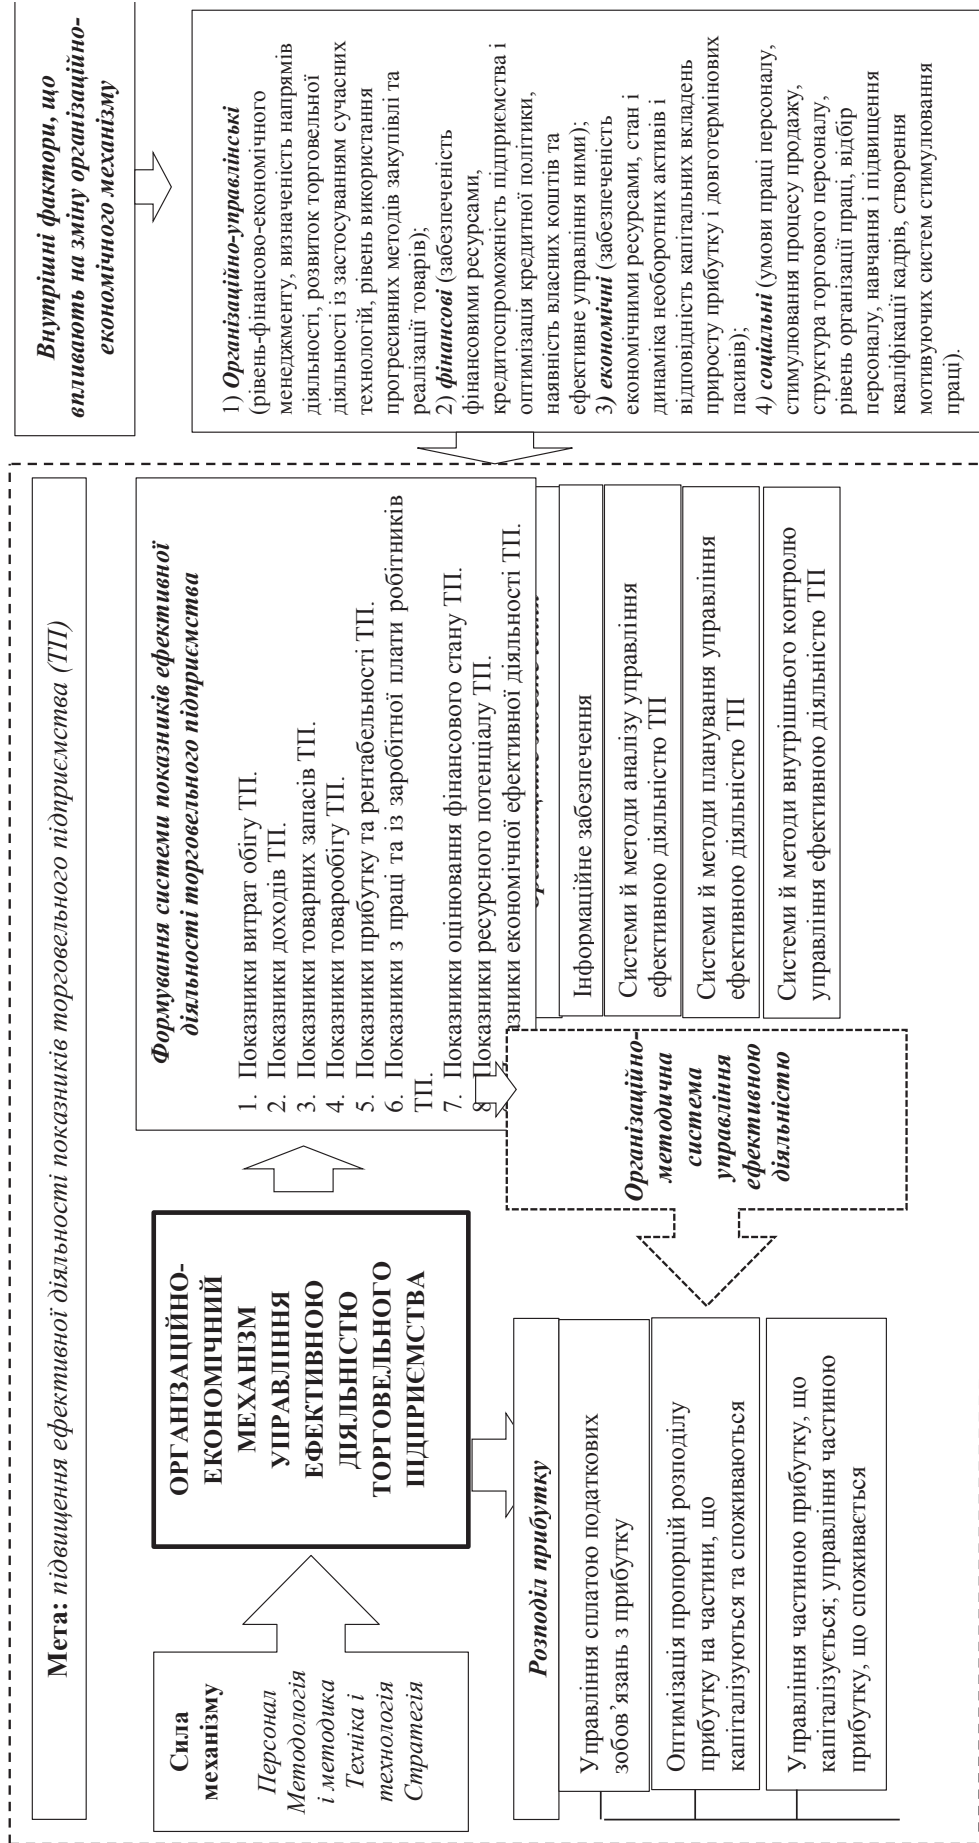 Мета: підвищення ефективної діяльності показників торговельного підприємства (ТП)
Сила
механізму
Персонал
Методологія
і методика
Техніка і
технологія
Стратегія
ОРГАНІЗАЦІЙНО-
ЕКОНОМІЧНИЙ
МЕХАНІЗМ
УПРАВЛІННЯ
ЕФЕКТИВНОЮ
ДІЯЛЬНІСТЮ
ТОРГОВЕЛЬНОГО
ПІДПРИЄМСТВА
Формування системи показників ефективної
діяльності торговельного підприємства
1. Показники витрат обігу ТП.
2. Показники доходів ТП.
3. Показники товарних запасів ТП.
4. Показники товарообігу ТП.
5. Показники прибутку та рентабельності ТП.
6. Показники з праці та із заробітної плати робітників
ТП.
7. Показники оцінювання фінансового стану ТП.
8 Показники ресурсного потенціалу ТП.
азники економічної ефективної діяльності ТП.
Внутрішні фактори, що
впливають на зміну організаційно-
економічного механізму
1) Організаційно-управлінські
(рівень-фінансово-економічного
менеджменту, визначеність напрямів
діяльності, розвиток торговельної
діяльності із застосуванням сучасних
технологій, рівень використання
прогресивних методів закупівлі та
реалізації товарів);
2) фінансові (забезпеченість
фінансовими ресурсами,
кредитоспроможність підприємства і
оптимізація кредитної політики,
наявність власних коштів та
ефективне управління ними);
3) економічні (забезпеченість
економічними ресурсами, стан і
динаміка необоротних активів і
відповідність капітальних вкладень
приросту прибутку і довготермінових
пасивів);
4) соціальні (умови праці персоналу,
стимулювання процесу продажу,
структура торгового персоналу,
рівень організації праці, відбір
персоналу, навчання і підвищення
кваліфікації кадрів, створення
мотивуючих систем стимулювання
праці).
Розподіл прибутку
Управління сплатою податкових
зобов’язань з прибутку
Оптимізація пропорцій розподілу
прибутку на частини, що
капіталізуються та споживаються
Управління частиною прибутку, що
капіталізується; управління частиною
прибутку, що споживається
Організаційно-
методична
система
управління
ефективною
діяльністю
Інформаційне забезпечення
Системи й методи аналізу управління
ефективною діяльністю ТП
Системи й методи планування управління
ефективною діяльністю ТП
Системи й методи внутрішнього контролю
управління ефективною діяльністю ТП